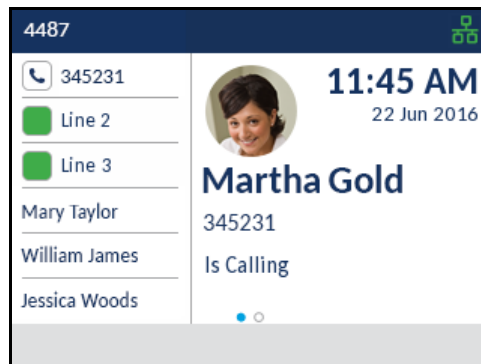 4487
345231
Line 2
Line 3
Mary Taylor
William James
Jessica Woods
11:45 AM
22 Jun 2016
Martha Gold
345231
Is Calling